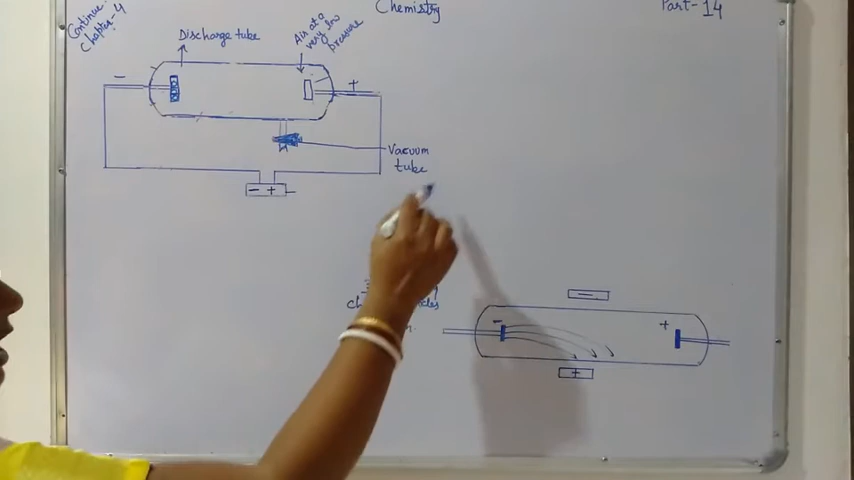 Continue.
Chapter-4
Chemistry
Part-14
Discharge tube
Air at a
very low
pressure
-
+
Vacuum
tube
- +
-
-
+
+